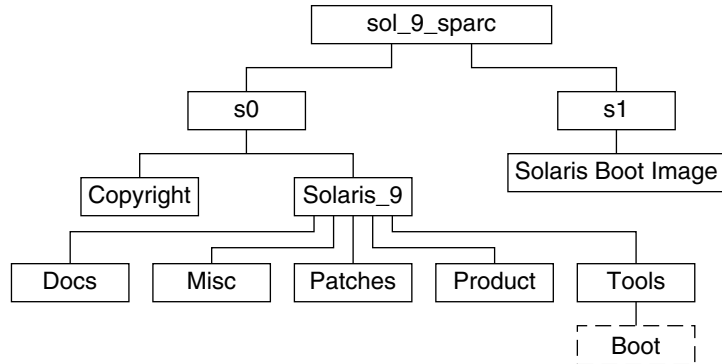 sol_9_sparc
s0
s1
Copyright
Solaris_9
Solaris Boot Image
Docs
Misc
Patches
Product
Tools
Boot